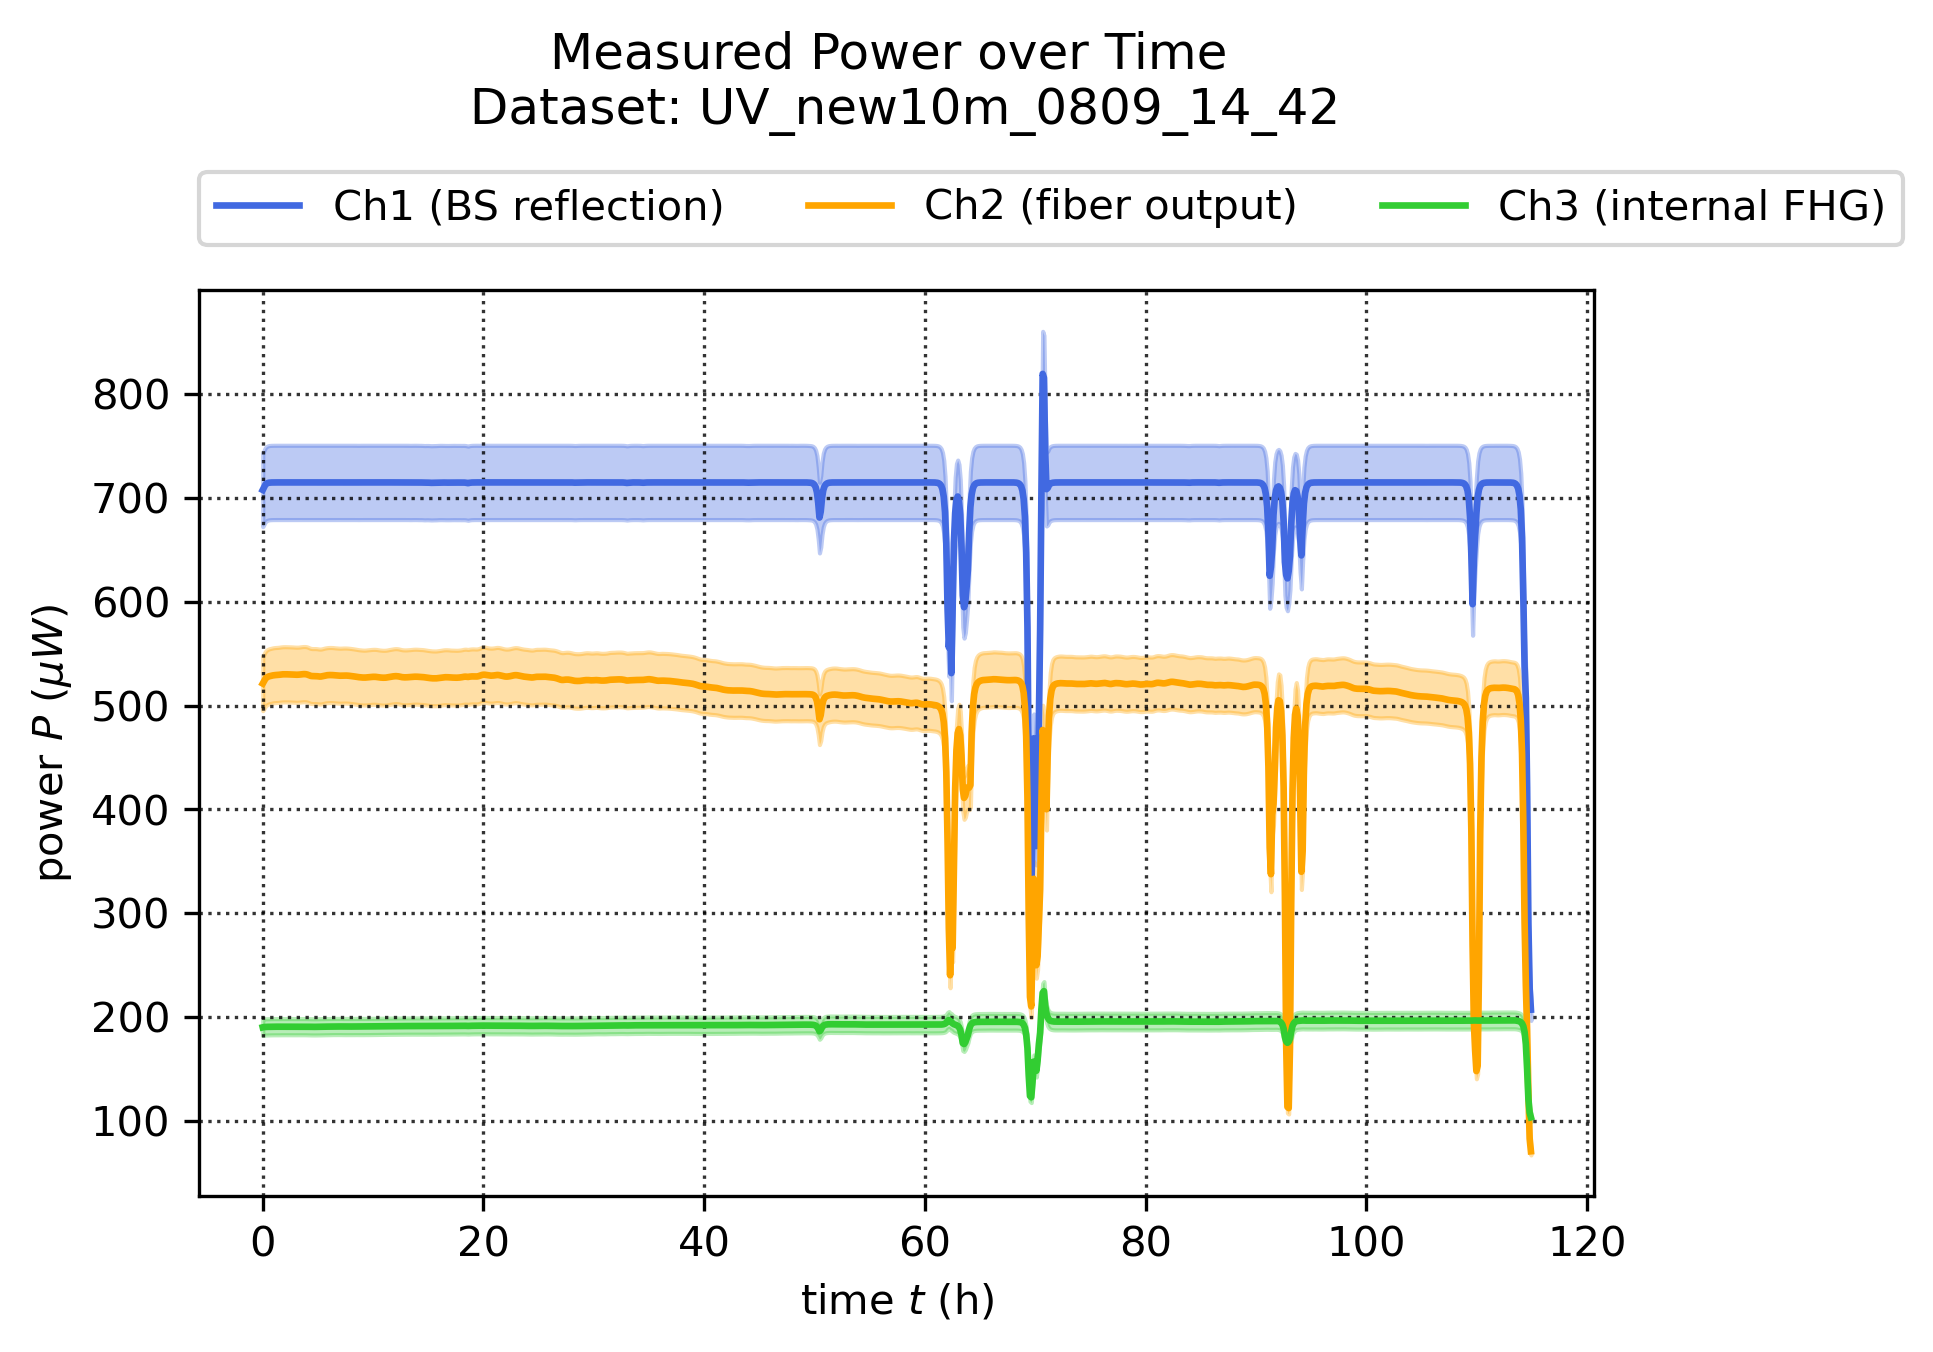 Measured Power over Time
Dataset: UV_new10m_0809_14_42
Ch1 (BS reflection) Ch2 (fiber output) Ch3 (internal FHG)
power P (μW)
800
700
600
500
400
300
200
100
0 20 40 60 80 100 120
time t (h)